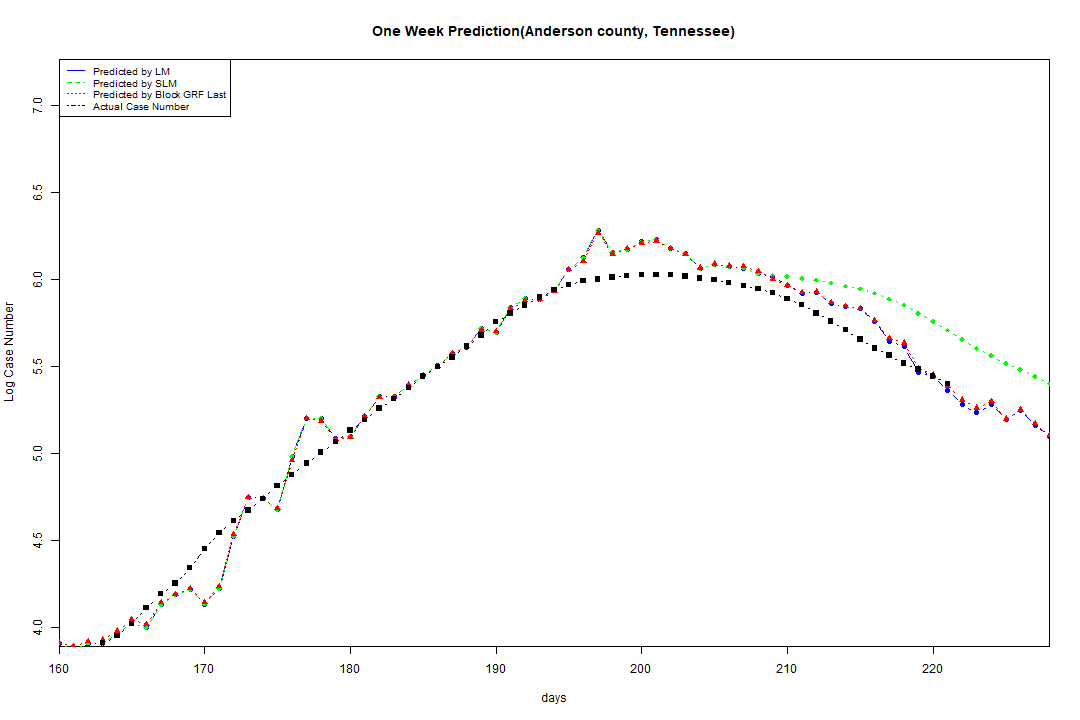 One Week Prediction(Anderson county, Tennessee)
Predicted by LM
Predicted by SLM
Predicted by Block GRF Last
Actual Case Number
7.0
6.5
6.0
5.5
5.0
4.5
4.0
Log Case Number
160 170 180 190 200 210 220
days